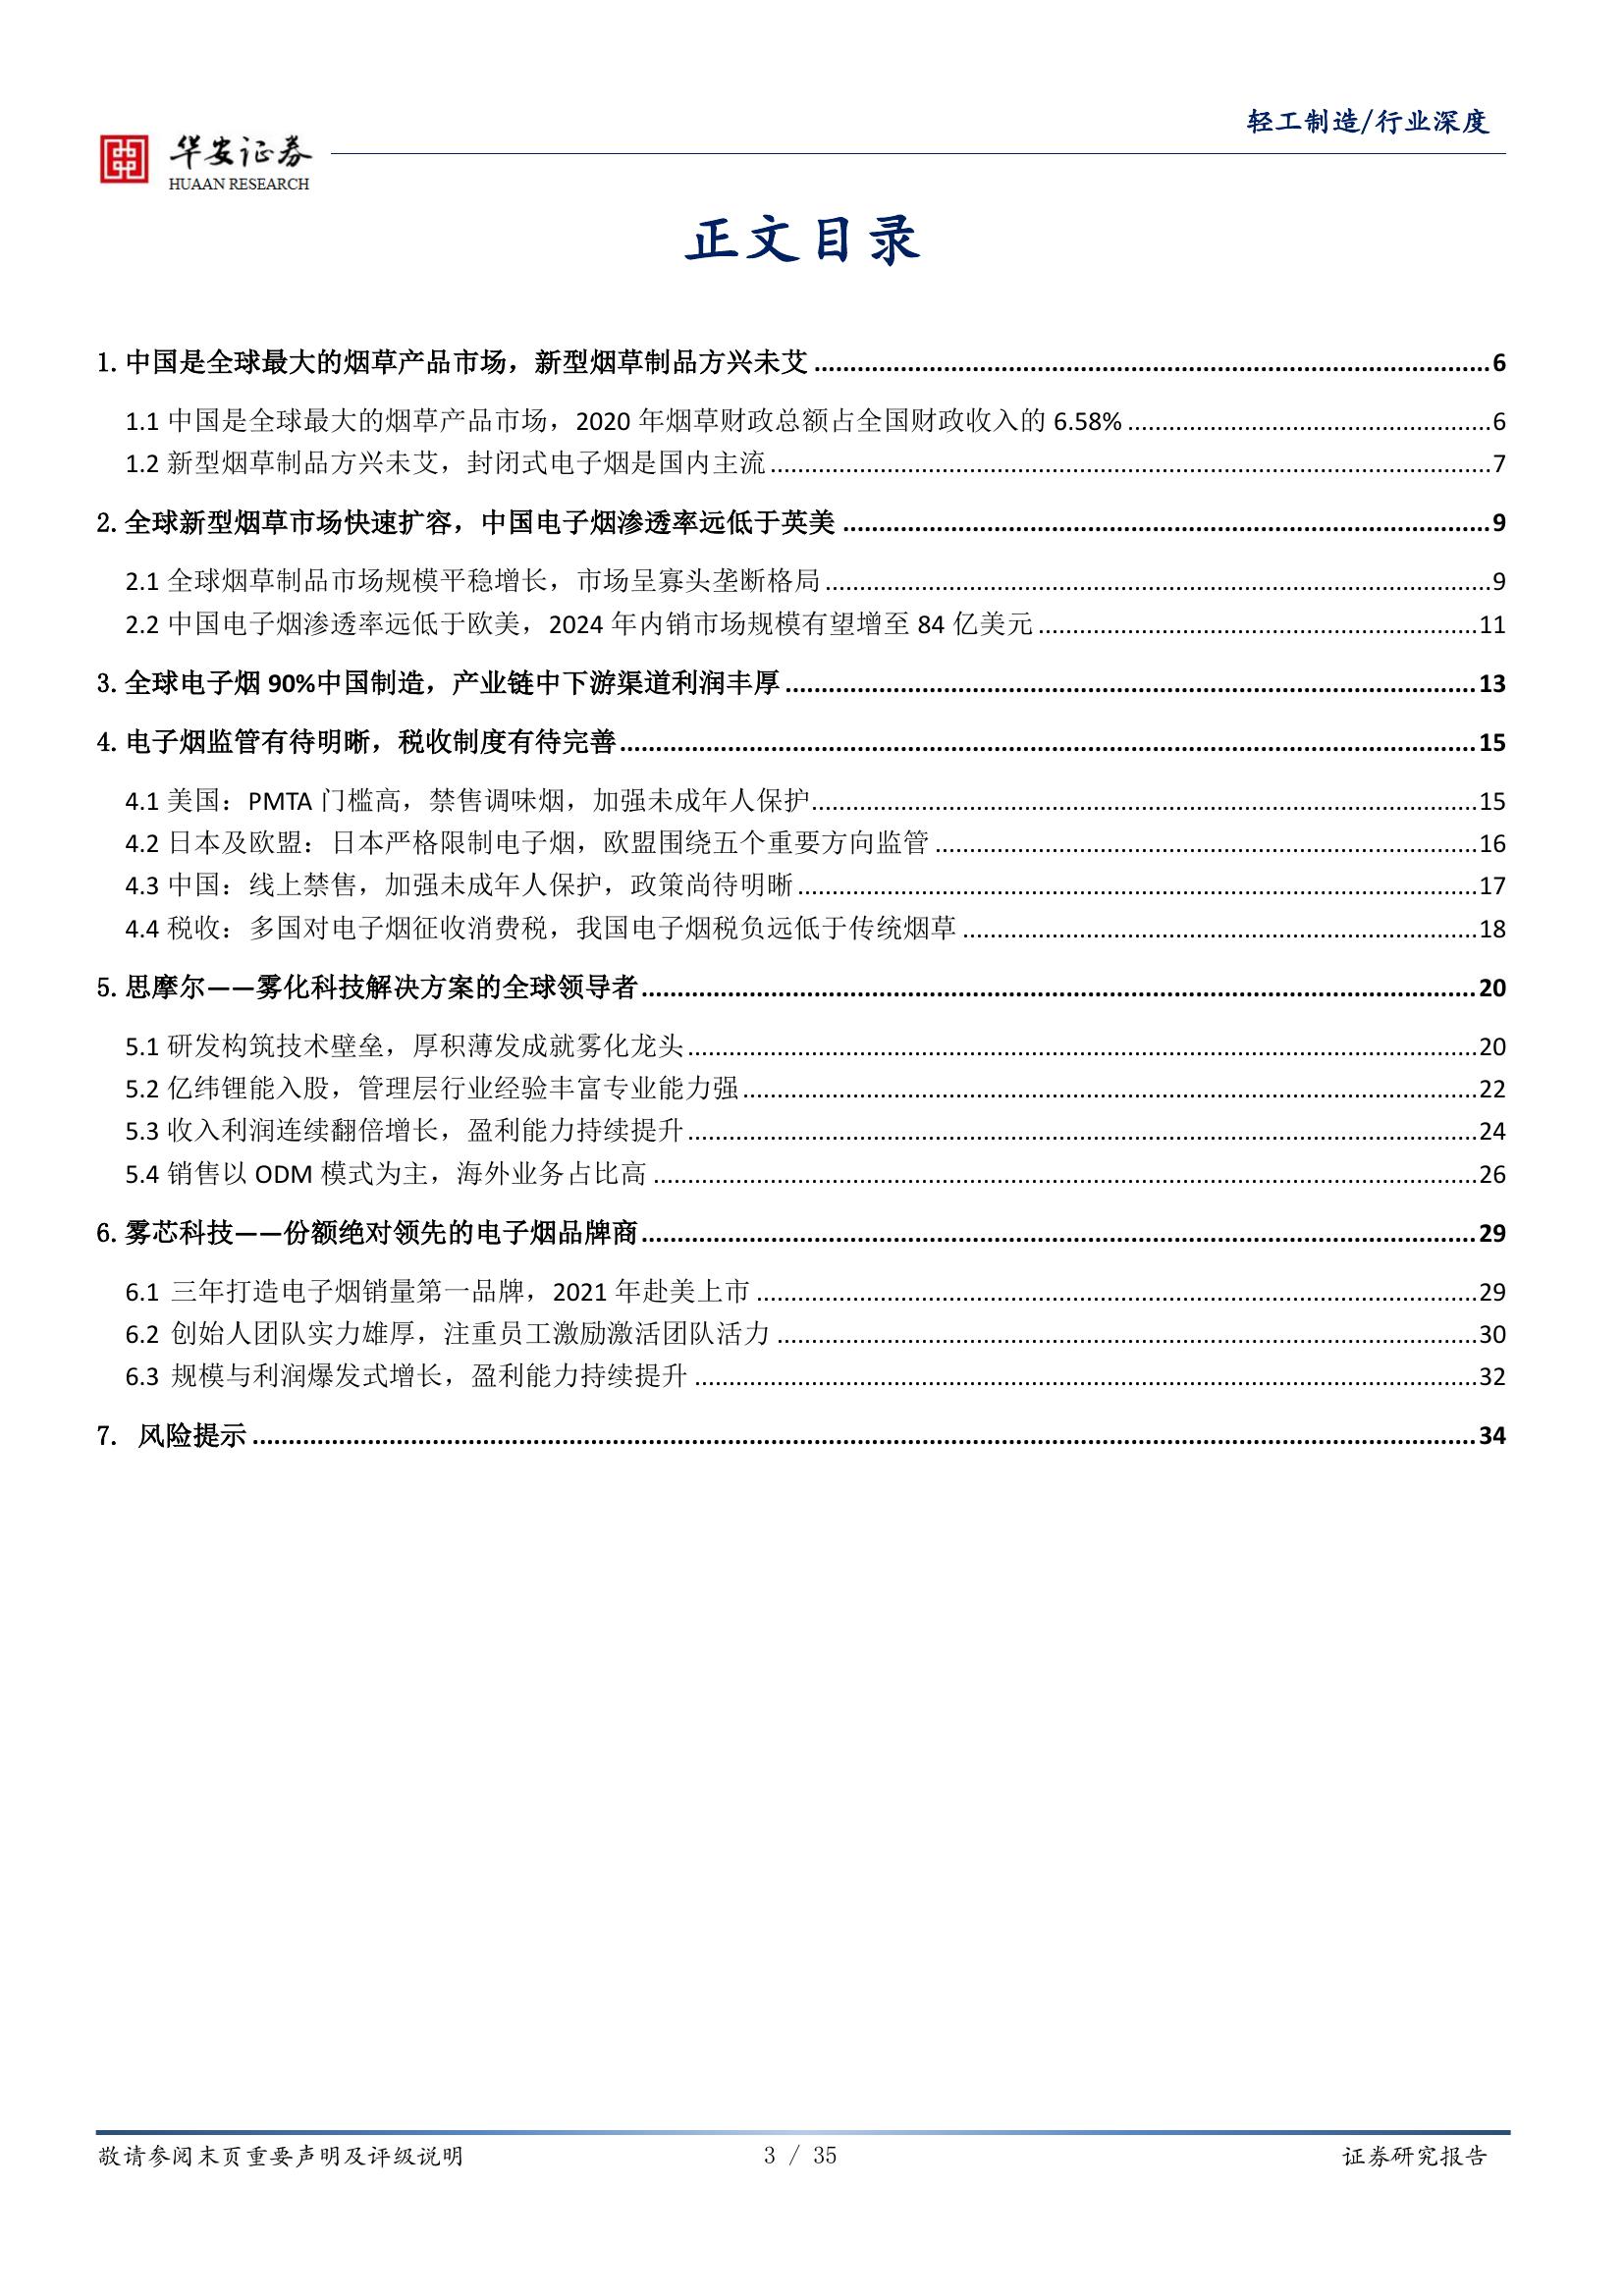 轻工制造/行业深度
华安证券
HUAAN RESEARCH
正文目录
1. 中国是全球最大的烟草产品市场，新型烟草制品方兴未艾 6
1.1 中国是全球最大的烟草产品市场，2020 年烟草财政总额占全国财政收入的 6.58% 6
1.2 新型烟草制品方兴未艾，封闭式电子烟是国内主流 7
2. 全球新型烟草市场快速扩容，中国电子烟渗透率远低于英美 9
2.1 全球烟草制品市场规模平稳增长，市场呈寡头垄断格局 9
2.2 中国电子烟渗透率远低于欧美，2024 年内销市场规模有望增至 84 亿美元 11
3. 全球电子烟 90%中国制造，产业链中下游渠道利润丰厚 13
4. 电子烟监管有待明晰，税收制度有待完善 15
4.1 美国：PMTA 门槛高，禁售调味烟，加强未成年人保护 15
4.2 日本及欧盟：日本严格限制电子烟，欧盟围绕五个重要方向监管 16
4.3 中国：线上禁售，加强未成年人保护，政策尚待明晰 17
4.4 税收：多国对电子烟征收消费税，我国电子烟税负远低于传统烟草 18
5. 思摩尔——雾化科技解决方案的全球领导者 20
5.1 研发构筑技术壁垒，厚积薄发成就雾化龙头 20
5.2 亿纬锂能入股，管理层行业经验丰富专业能力强 22
5.3 收入利润连续翻倍增长，盈利能力持续提升 24
5.4 销售以 ODM 模式为主，海外业务占比高 26
6. 雾芯科技——份额绝对领先的电子烟品牌商 29
6.1 三年打造电子烟销量第一品牌，2021 年赴美上市 29
6.2 创始人团队实力雄厚，注重员工激励激活团队活力 30
6.3 规模与利润爆发式增长，盈利能力持续提升 32
7. 风险提示 34
敬请参阅末页重要声明及评级说明 3 / 35 证券研究报告